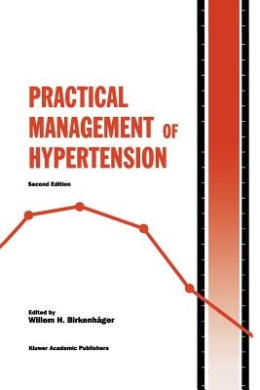 PRACTICAL
MANAGEMENT OF
HYPERTENSION
Second Edition
Edited by
Willem H. Birkenhäger
Kluwer Academic Publishers